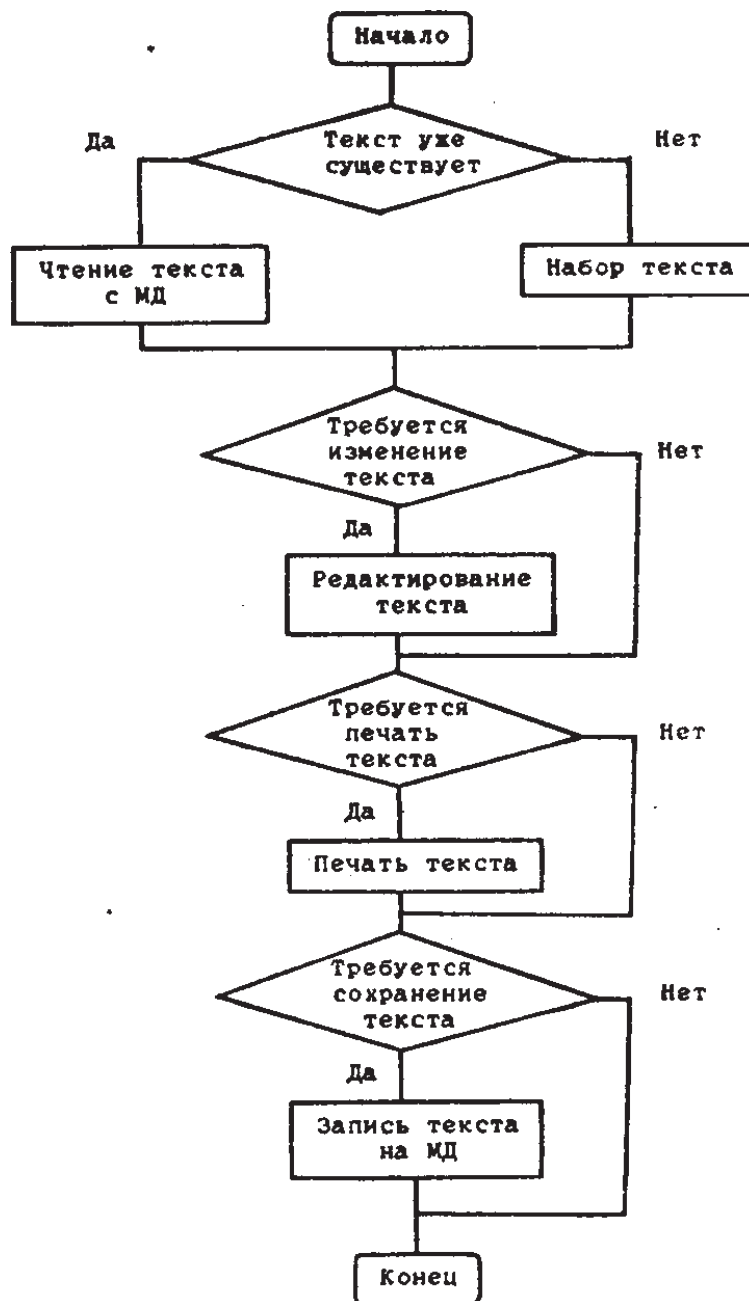 Начало
Да
Текст уже
существует
Нет
Чтение текста
с МД
Набор текста
Требуется
изменение
текста
Нет
Да
Редактирование
текста
Требуется
печать
текста
Нет
Да
Печать текста
Требуется
сохранение
текста
Нет
Да
Запись текста
на МД
Конец